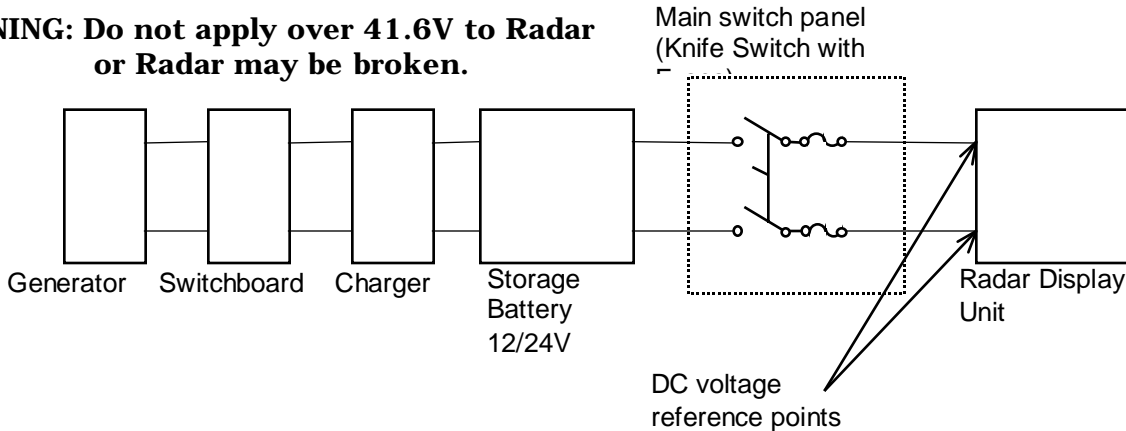 NING: Do not apply over 41.6V to Radar
or Radar may be broken.
Main switch panel
(Knife Switch with
Generator
Switchboard
Charger
Storage
Battery
12/24V
Radar Display
Unit
DC voltage
reference points